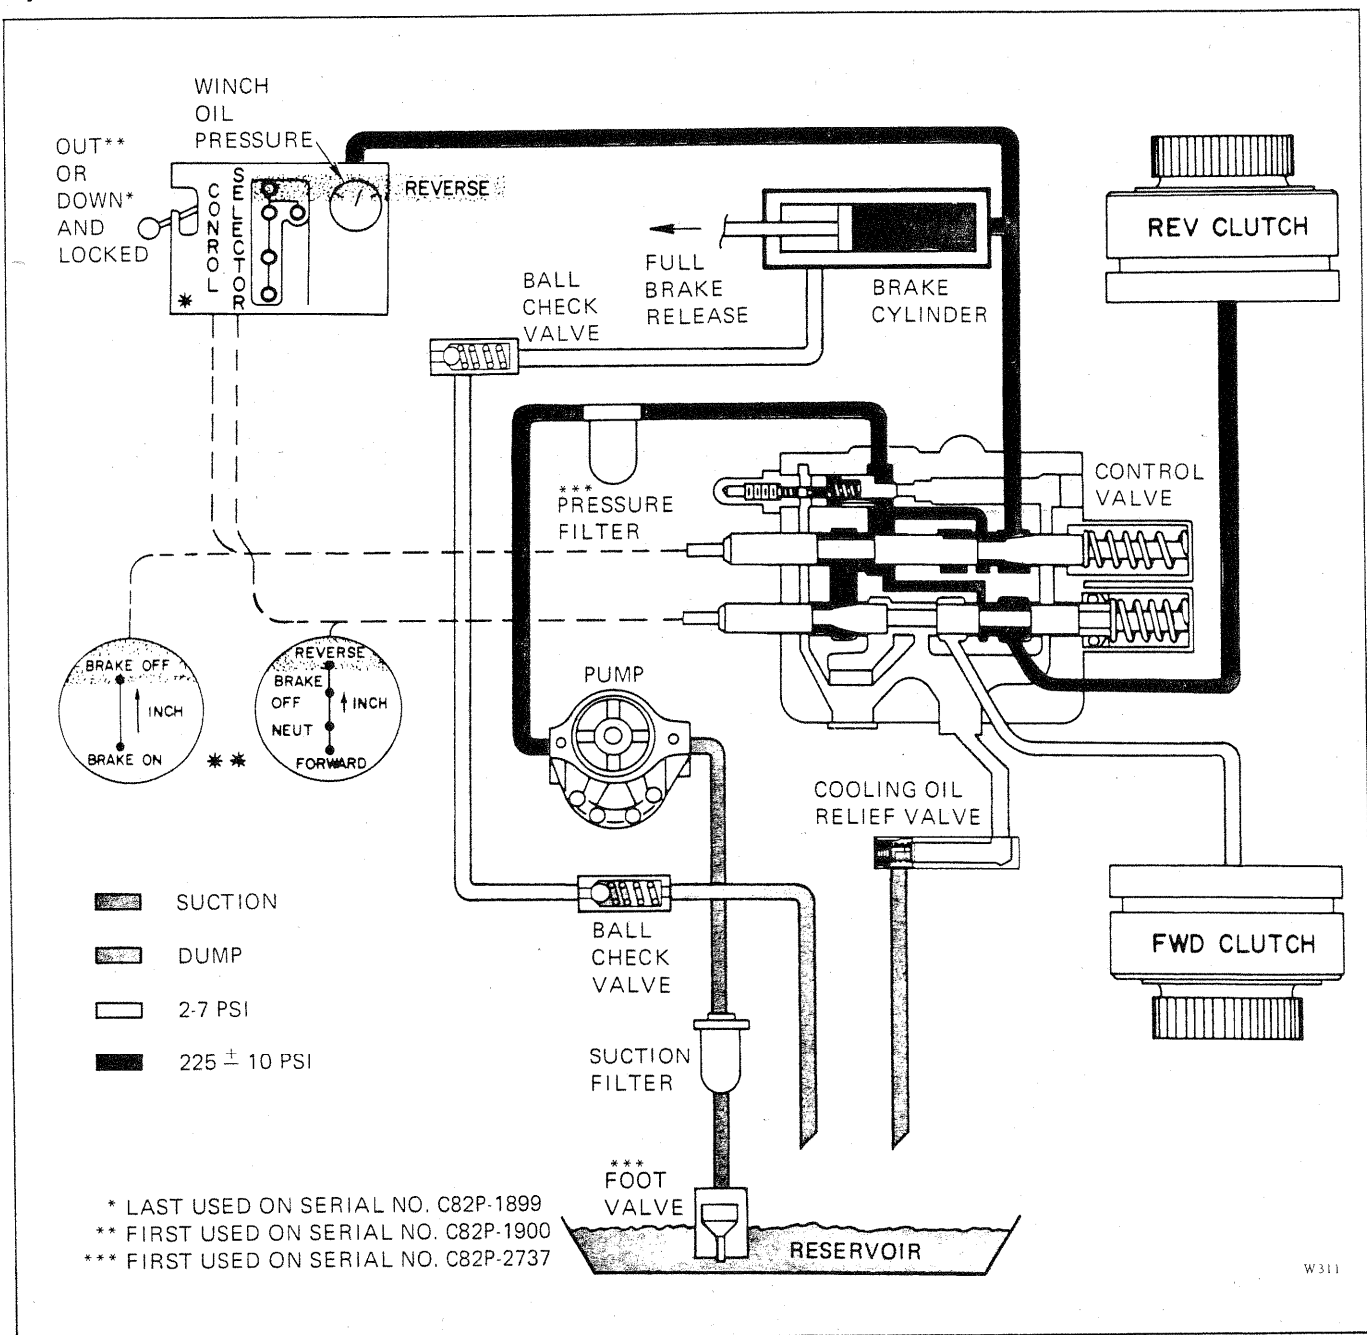 WINCH
OIL
PRESSURE
OUT**
OR
DOWN*
AND
LOCKED
CONROL
SELECTOR
*
REVERSE
FULL
BRAKE
RELEASE
BRAKE
CYLINDER
REV CLUTCH
BALL
CHECK
VALVE
***
PRESSURE
FILTER
CONTROL
VALVE
BRAKE OFF
INCH
BRAKE ON
**
REVERSE
BRAKE
OFF
INCH
NEUT
FORWARD
PUMP
COOLING OIL
RELIEF VALVE
SUCTION
DUMP
2-7 PSI
225 ± 10 PSI
BALL
CHECK
VALVE
FWD CLUTCH
SUCTION
FILTER
***
FOOT
VALVE
RESERVOIR
* LAST USED ON SERIAL NO. C82P-1899
** FIRST USED ON SERIAL NO. C82P-1900
*** FIRST USED ON SERIAL NO. C82P-2737
W311